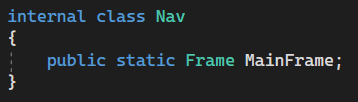 internal class Nav
{
    public static Frame MainFrame;
}